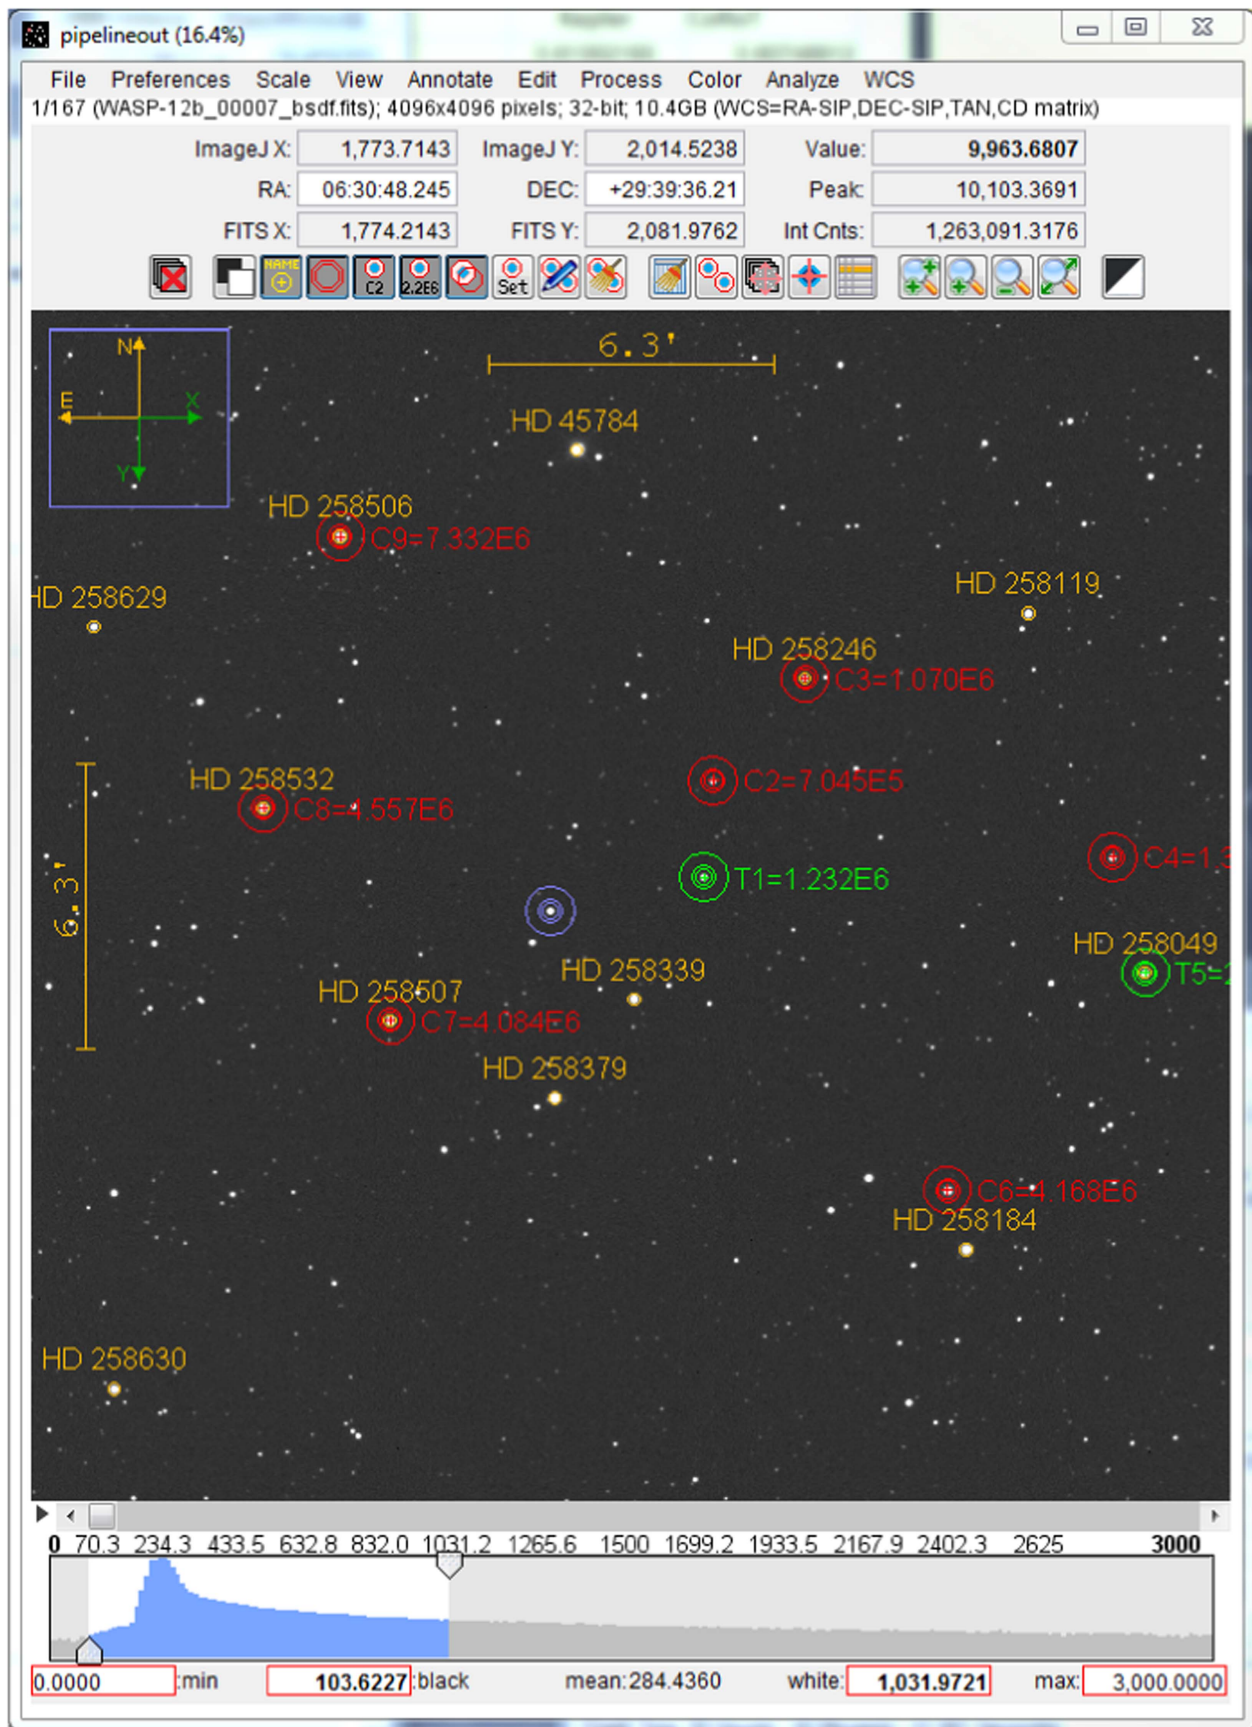 pipelineout (16.4%)
File Preferences Scale View Annotate Edit Process Color Analyze WCS
1/167 (WASP-12b_00007_bsdf.fits); 4096x4096 pixels; 32-bit; 10.4GB (WCS=RA-SIP,DEC-SIP,TAN,CD matrix)
ImageJ X: 1,773.7143 ImageJ Y: 2,014.5238 Value: 9,963.6807
RA: 06:30:48.245 DEC: +29:39:36.21 Peak: 10,103.3691
FITS X: 1,774.2143 FITS Y: 2,081.9762 Int Cnts: 1,263,091.3176
NAME C2 2.2E6 Set
6.3'
N
E X
Y
HD 45784
HD 258506
C9=7.332E6
HD 258119
HD 258629
HD 258246
C3=1.070E6
HD 258532
C2=7.045E5
C8=4.557E6
C4=1.3
T1=1.232E6
6.3'
HD 258049
HD 258339
T5=2
HD 258507
C7=4.084E6
HD 258379
C6=4.168E6
HD 258184
HD 258630
0 70.3 234.3 433.5 632.8 832.0 1031.2 1265.6 1500 1699.2 1933.5 2167.9 2402.3 2625 3000
0.0000 :min 103.6227 :black mean:284.4360 white: 1,031.9721 max: 3,000.0000